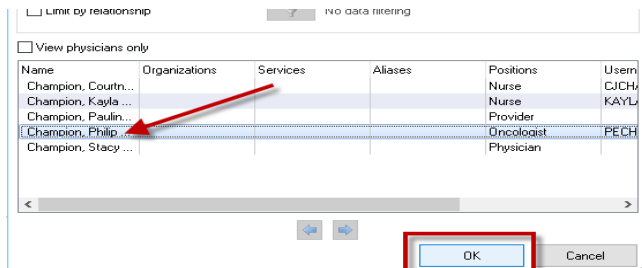 Limit by relationship No data filtering
View physicians only
Name Organizations Services Aliases Positions Usern
Champion, Courtn... Nurse CJCHA
Champion, Kayla ... Nurse KAYLA
Champion, Paulin... Provider
Champion, Philip ... Oncologist PECH
Champion, Stacy ... Physician
OK Cancel